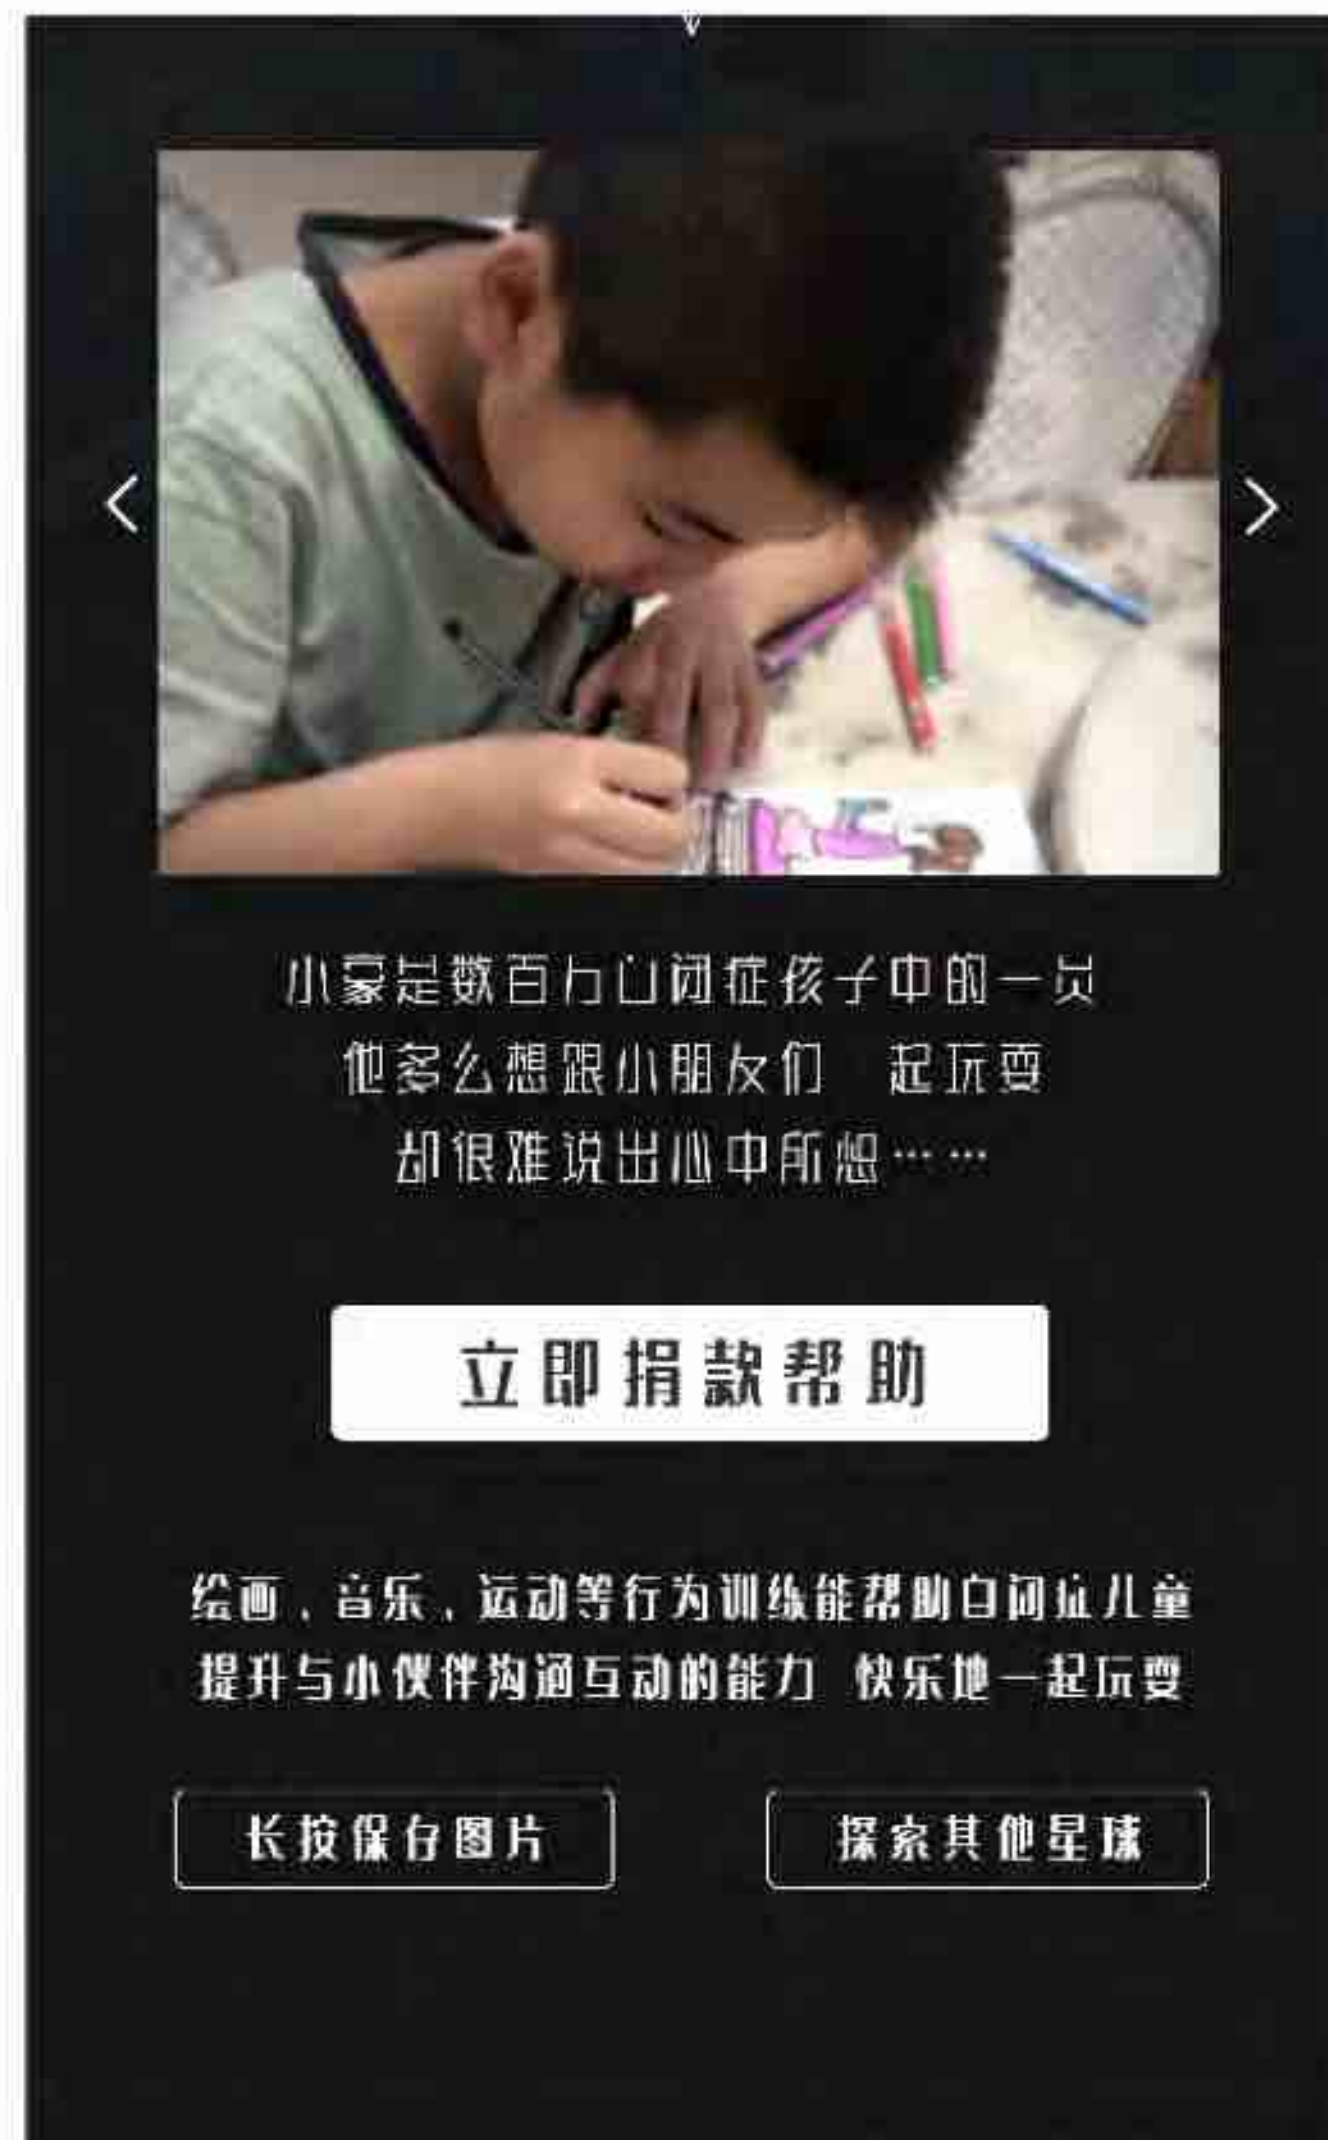 小豪是数百万自闭症孩子中的一员
他多么想跟小朋友们一起玩耍
却很难说出心中所想……
立即捐款帮助
绘画、音乐、运动等行为训练能帮助自闭症儿童
提升与小伙伴沟通互动的能力 快乐地一起玩耍
长按保存图片
探索其他星球